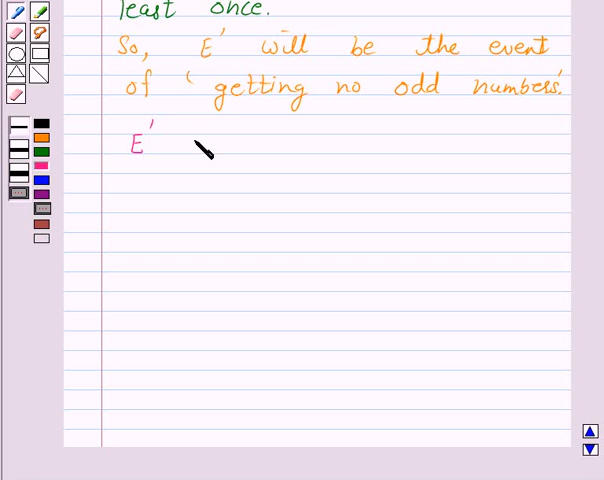 least once.
So, E' will be the event
of ' getting no odd numbers'.
E'